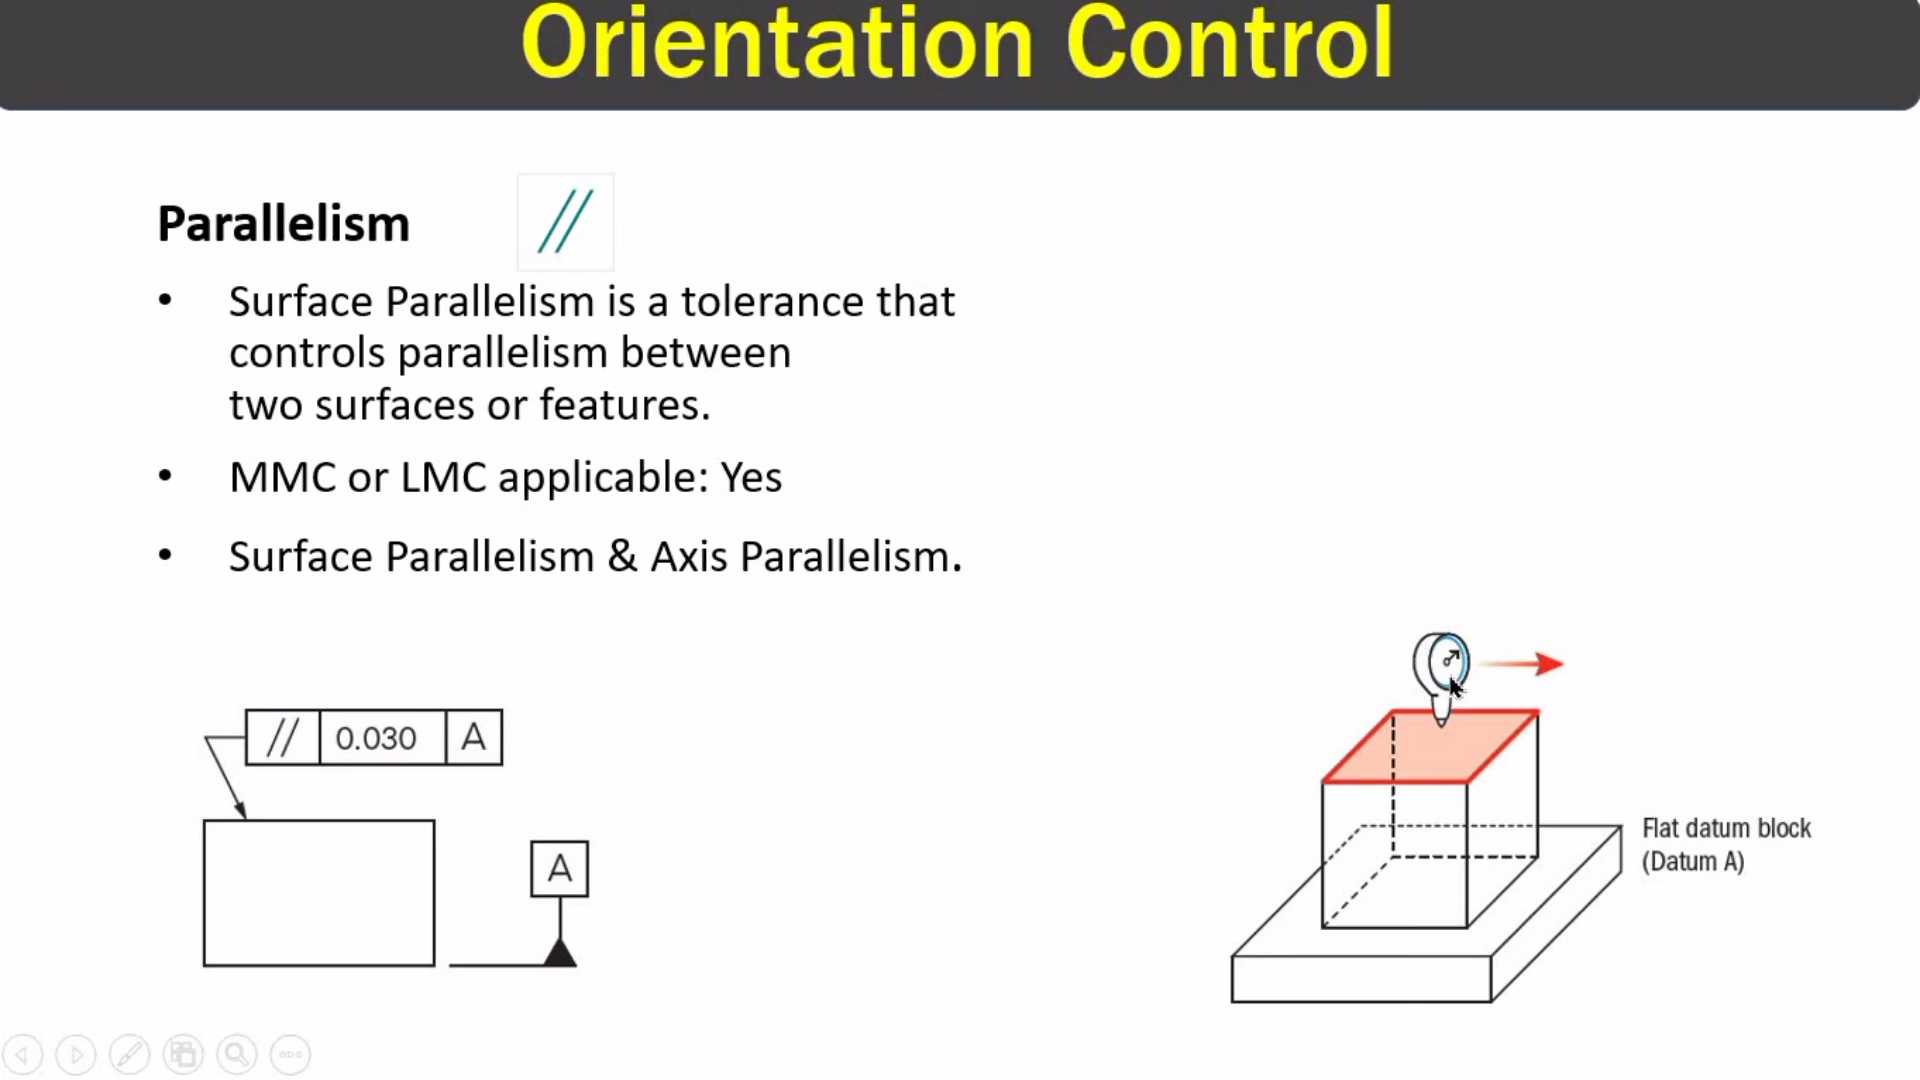 Orientation Control
Parallelism //
• Surface Parallelism is a tolerance that
controls parallelism between
two surfaces or features.
• MMC or LMC applicable: Yes
• Surface Parallelism & Axis Parallelism.
// 0.030 A
A
Flat datum block
(Datum A)